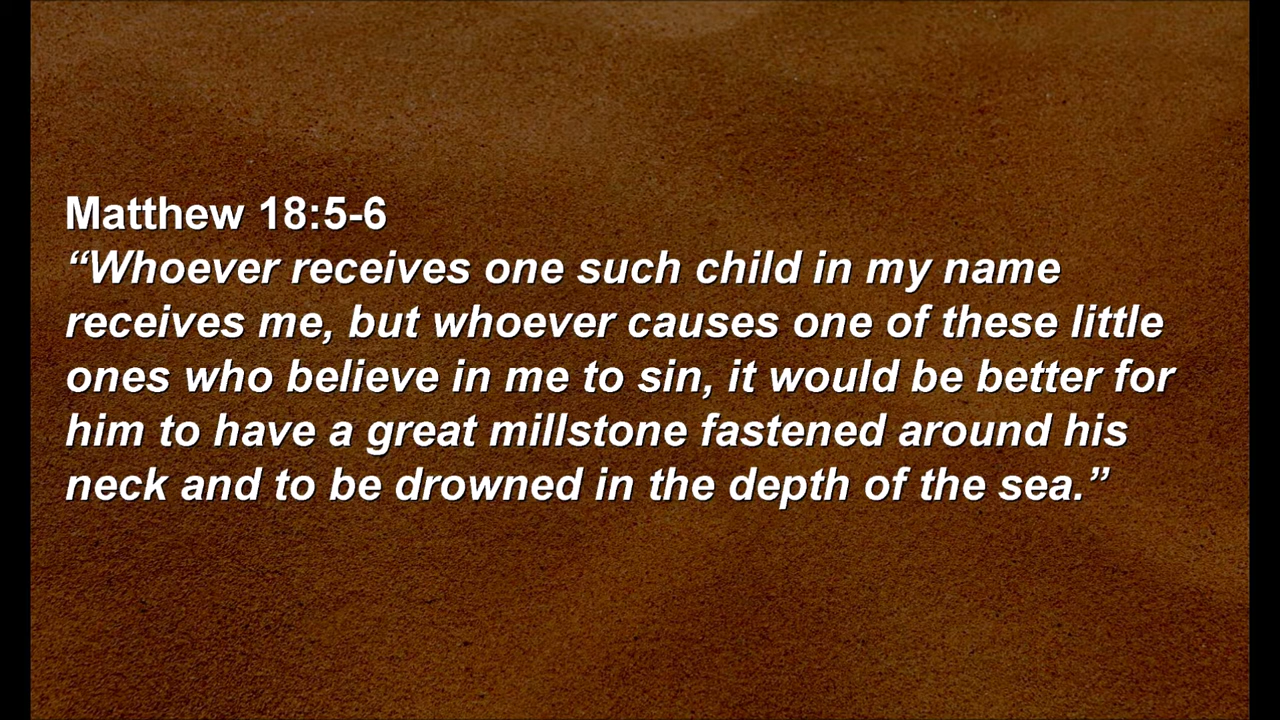 Matthew 18:5-6
“Whoever receives one such child in my name
receives me, but whoever causes one of these little
ones who believe in me to sin, it would be better for
him to have a great millstone fastened around his
neck and to be drowned in the depth of the sea.”